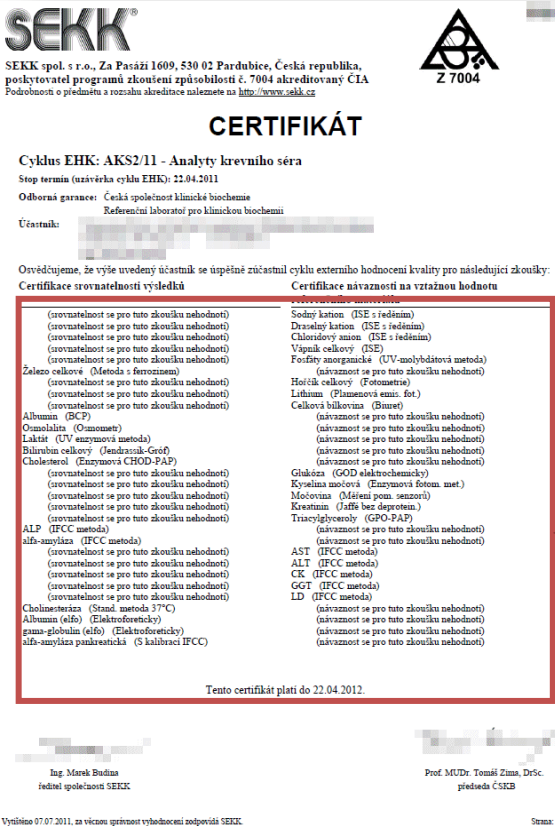 SEKK
SEKK spol. s r.o., Za Pasáží 1609, 530 02 Pardubice, Česká republika,
poskytovatel programů zkoušení způsobilosti č. 7004 akreditovaný ČIA
Podrobnosti o předmětu a rozsahu akreditace naleznete na http://www.sekk.cz
Z 7004
CERTIFIKÁT
Cyklus EHK: AKS2/11 - Analyty krevního séra
Stop termín (uzávěrka cyklu EHK): 22.04.2011
Odborná garance: Česká společnost klinické biochemie
Referenční laboratoř pro klinickou biochemii
Účastník:
Osvědčujeme, že výše uvedený účastník se úspěšně zúčastnil cyklu externího hodnocení kvality pro následující zkoušky:
Certifikace srovnatelnosti výsledků Certifikace návaznosti na vztažnou hodnotu
referenčního materiálu
(srovnatelnost se pro tuto zkoušku nehodnotí) Sodný kation (ISE s ředěním)
(srovnatelnost se pro tuto zkoušku nehodnotí) Draselný kation (ISE s ředěním)
(srovnatelnost se pro tuto zkoušku nehodnotí) Chloridový anion (ISE s ředěním)
(srovnatelnost se pro tuto zkoušku nehodnotí) Vápník celkový (ISE)
(srovnatelnost se pro tuto zkoušku nehodnotí) Fosfáty anorganické (UV-molybdátová metoda)
Železo celkové (Metoda s ferrozinem) (návaznost se pro tuto zkoušku nehodnotí)
(srovnatelnost se pro tuto zkoušku nehodnotí) Hořčík celkový (Fotometrie)
(srovnatelnost se pro tuto zkoušku nehodnotí) Lithium (Plamenová emis. fot.)
(srovnatelnost se pro tuto zkoušku nehodnotí) Celková bílkovina (Biuret)
Albumin (BCP) (návaznost se pro tuto zkoušku nehodnotí)
Osmolalita (Osmometr) (návaznost se pro tuto zkoušku nehodnotí)
Laktát (UV enzymová metoda) (návaznost se pro tuto zkoušku nehodnotí)
Bilirubin celkový (Jendrassik-Gróf) (návaznost se pro tuto zkoušku nehodnotí)
Cholesterol (Enzymová CHOD-PAP) (návaznost se pro tuto zkoušku nehodnotí)
(srovnatelnost se pro tuto zkoušku nehodnotí) Glukóza (GOD elektrochemicky)
(srovnatelnost se pro tuto zkoušku nehodnotí) Kyselina močová (Enzymová fotom. met.)
(srovnatelnost se pro tuto zkoušku nehodnotí) Močovina (Měření pom. senzorů)
(srovnatelnost se pro tuto zkoušku nehodnotí) Kreatinin (Jaffé bez deprotein.)
(srovnatelnost se pro tuto zkoušku nehodnotí) Triacylglyceroly (GPO-PAP)
ALP (IFCC metoda) (návaznost se pro tuto zkoušku nehodnotí)
alfa-amyláza (IFCC metoda) (návaznost se pro tuto zkoušku nehodnotí)
(srovnatelnost se pro tuto zkoušku nehodnotí) AST (IFCC metoda)
(srovnatelnost se pro tuto zkoušku nehodnotí) ALT (IFCC metoda)
(srovnatelnost se pro tuto zkoušku nehodnotí) CK (IFCC metoda)
(srovnatelnost se pro tuto zkoušku nehodnotí) GGT (IFCC metoda)
(srovnatelnost se pro tuto zkoušku nehodnotí) LD (IFCC metoda)
Cholinesteráza (Stand. metoda 37°C) (návaznost se pro tuto zkoušku nehodnotí)
Albumin (elfo) (Elektroforeticky) (návaznost se pro tuto zkoušku nehodnotí)
gama-globulin (elfo) (Elektroforeticky) (návaznost se pro tuto zkoušku nehodnotí)
alfa-amyláza pankreatická (S kalibrací IFCC) (návaznost se pro tuto zkoušku nehodnotí)
Tento certifikát platí do 22.04.2012.
Ing. Marek Budina Prof. MUDr. Tomáš Zima, DrSc.
ředitel společnosti SEKK předseda ČSKB
Vytištěno 07.07.2011, za věcnou správnost vyhodnocení zodpovídá SEKK. Strana: